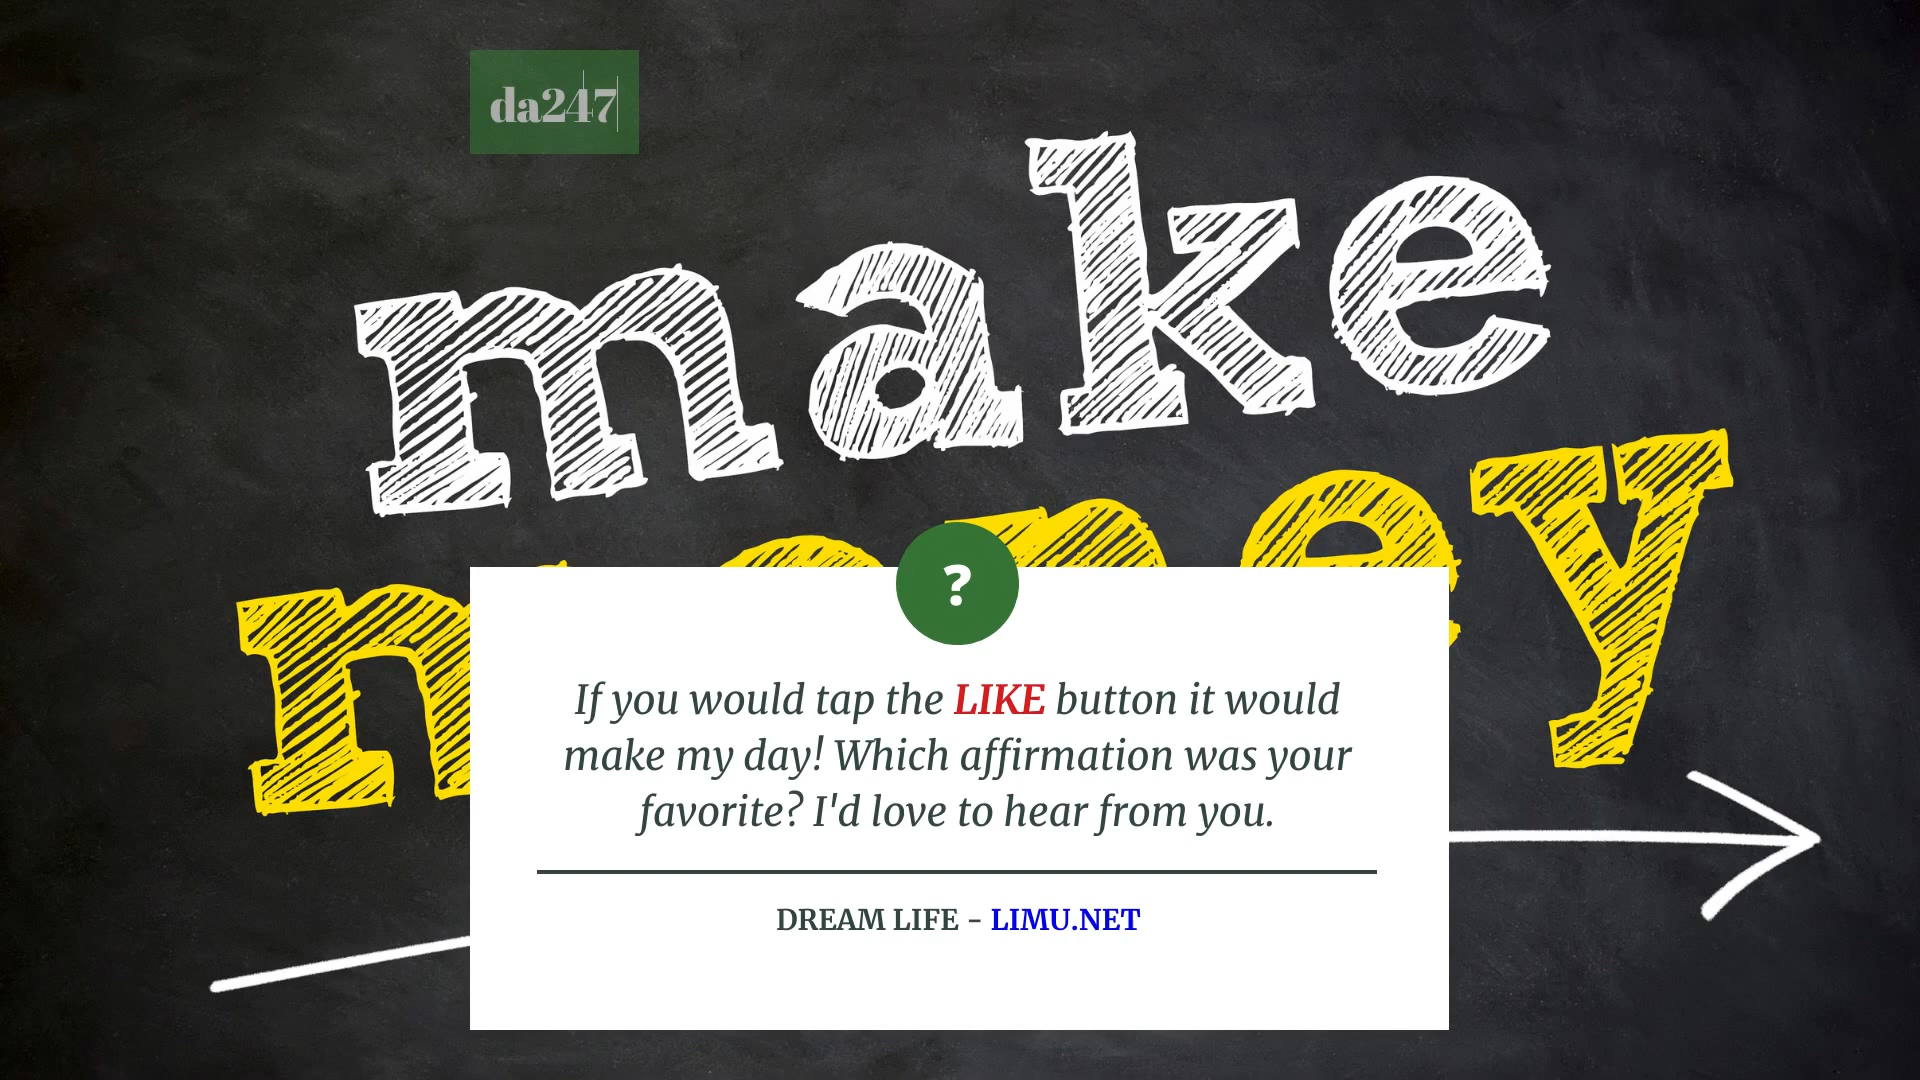 da247
make
money
?
If you would tap the LIKE button it would
make my day! Which affirmation was your
favorite? I'd love to hear from you.
DREAM LIFE - LIMU.NET